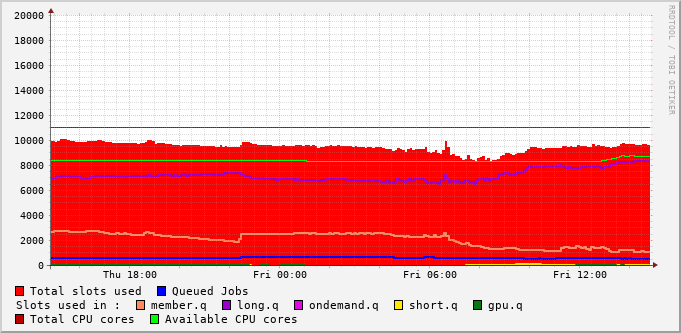 RRDTOOL / TOBI OETIKER
20000
18000
16000
14000
12000
10000
8000
6000
4000
2000
0
Thu 18:00 Fri 00:00 Fri 06:00 Fri 12:00
Total slots used Queued Jobs
Slots used in : member.q long.q ondemand.q short.q gpu.q
Total CPU cores Available CPU cores